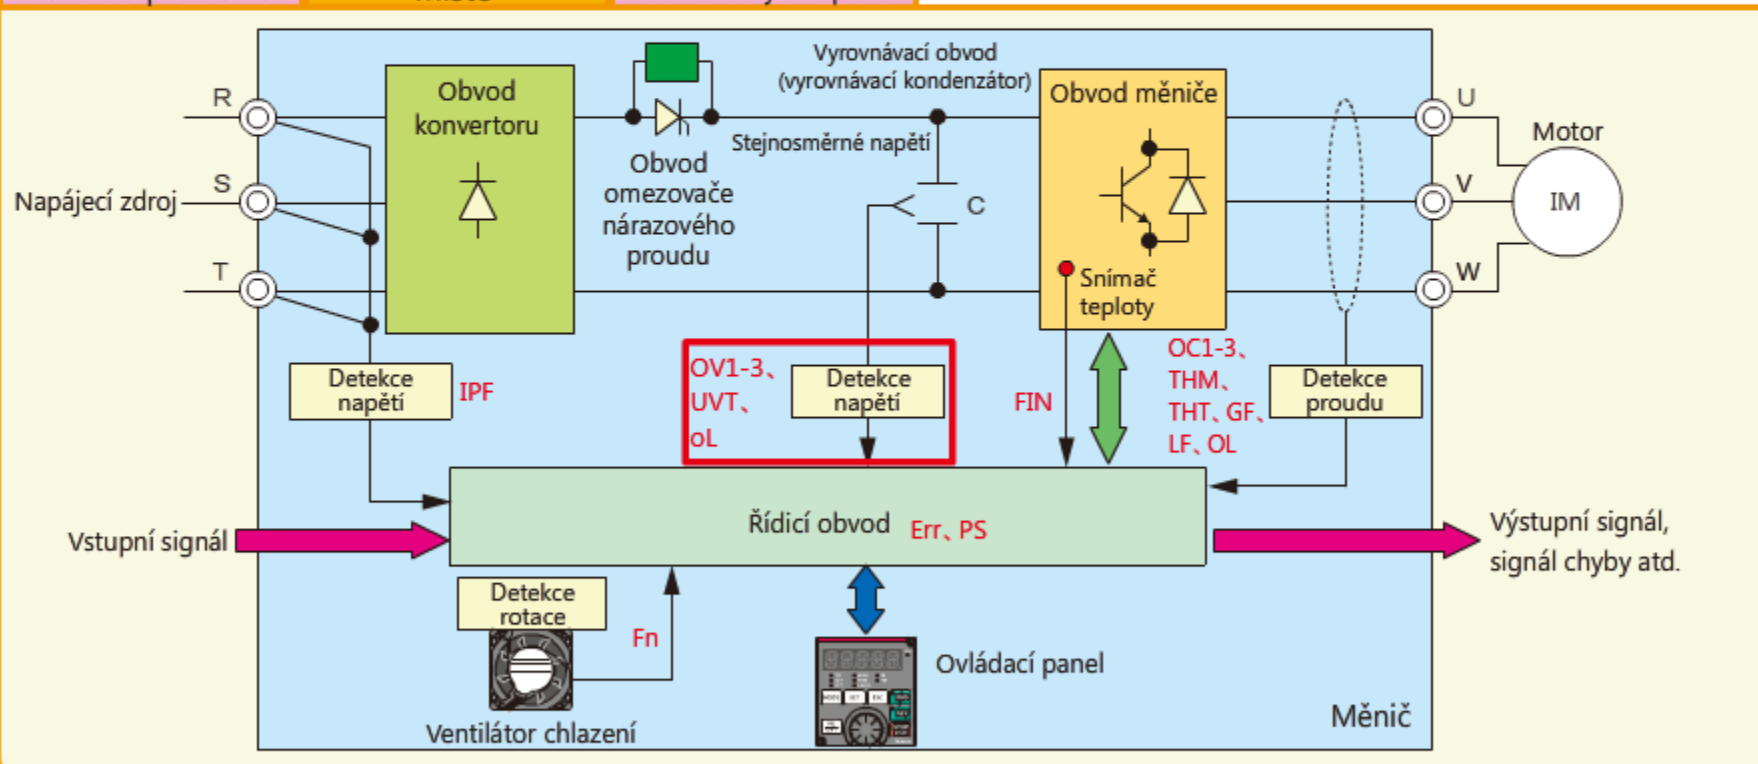 Vyrovnávací obvod
(vyrovnávací kondenzátor)
R
Obvod
konvertoru
Obvod měniče
U
Stejnosměrné napětí
Motor
Obvod
omezovače
nárazového
proudu
S
Napájecí zdroj
C
V
IM
T
Snímač
teploty
W
Detekce
napětí
IPF
OV1-3、
UVT、
oL
Detekce
napětí
FIN
OC1-3、
THM、
THT、GF、
LF、OL
Detekce
proudu
Vstupní signál
Řídicí obvod
Err、PS
Výstupní signál,
signál chyby atd.
Detekce
rotace
Fn
Ventilátor chlazení
Ovládací panel
Měnič